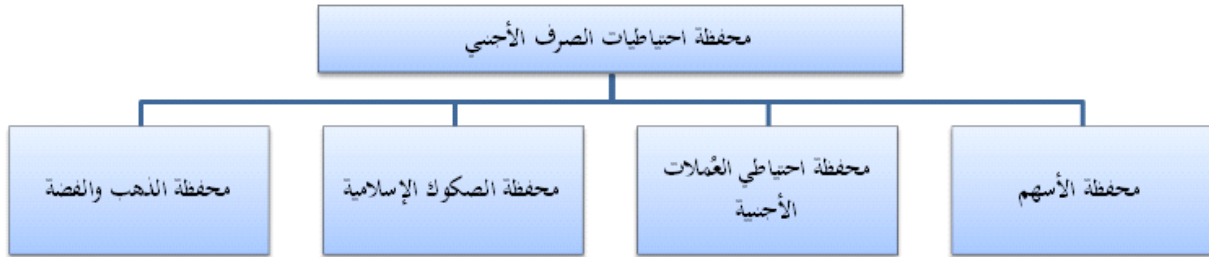 محفظة احتياطيات الصرف الأجنبي
محفظة الأسهم
محفظة احتياطي العُملات
الأجنبية
محفظة الصكوك الإسلامية
محفظة الذهب والفضة